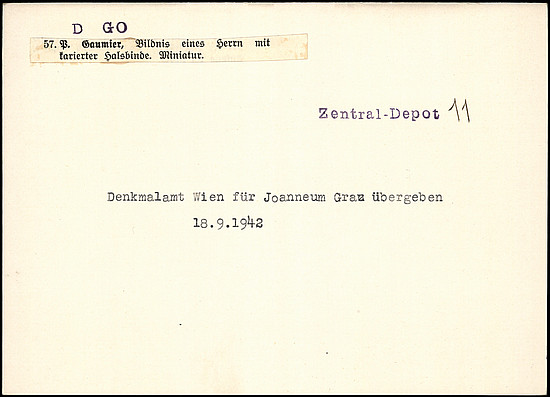 D GO
57. P. Gaumier, Bildnis eines Herrn mit
karierter Halsbinde. Miniatur.
Zentral-Depot 11
Denkmalamt Wien für Joanneum Graz übergeben
18.9.1942